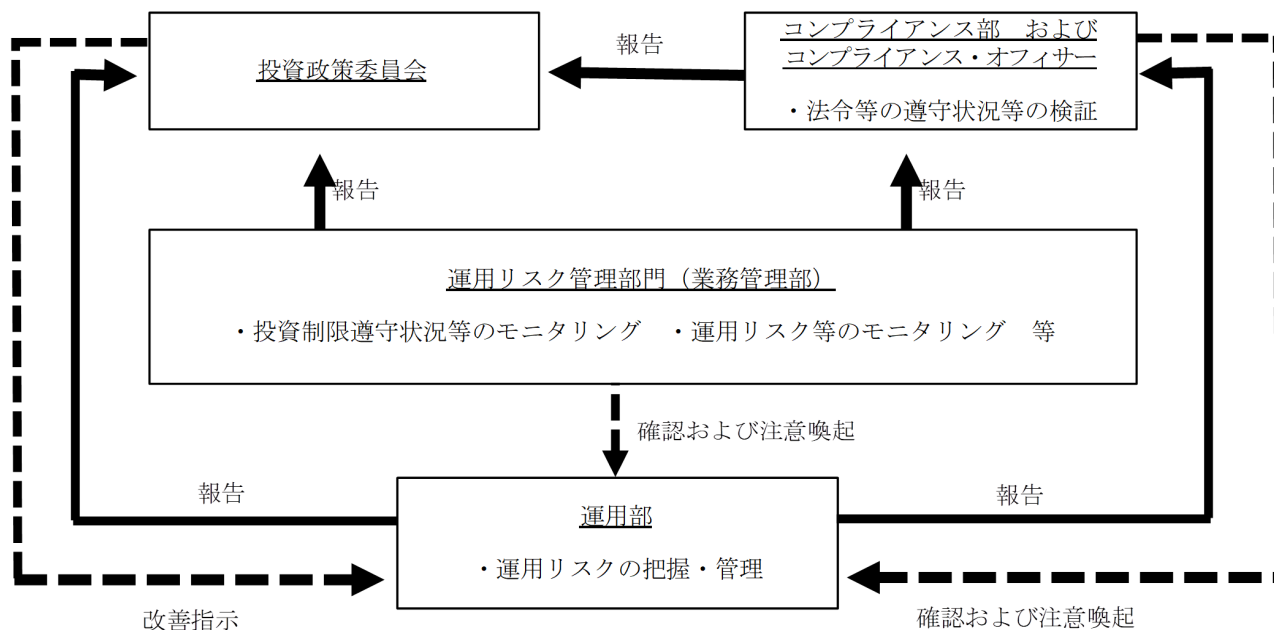 コンプライアンス部　および
報告
コンプライアンス・オフィサー
投資政策委員会
・法令等の遵守状況等の検証
報告
報告
運用リスク管理部門（業務管理部）
・投資制限遵守状況等のモニタリング　・運用リスク等のモニタリング　等
確認および注意喚起
報告
報告
運用部
・運用リスクの把握・管理
改善指示
確認および注意喚起